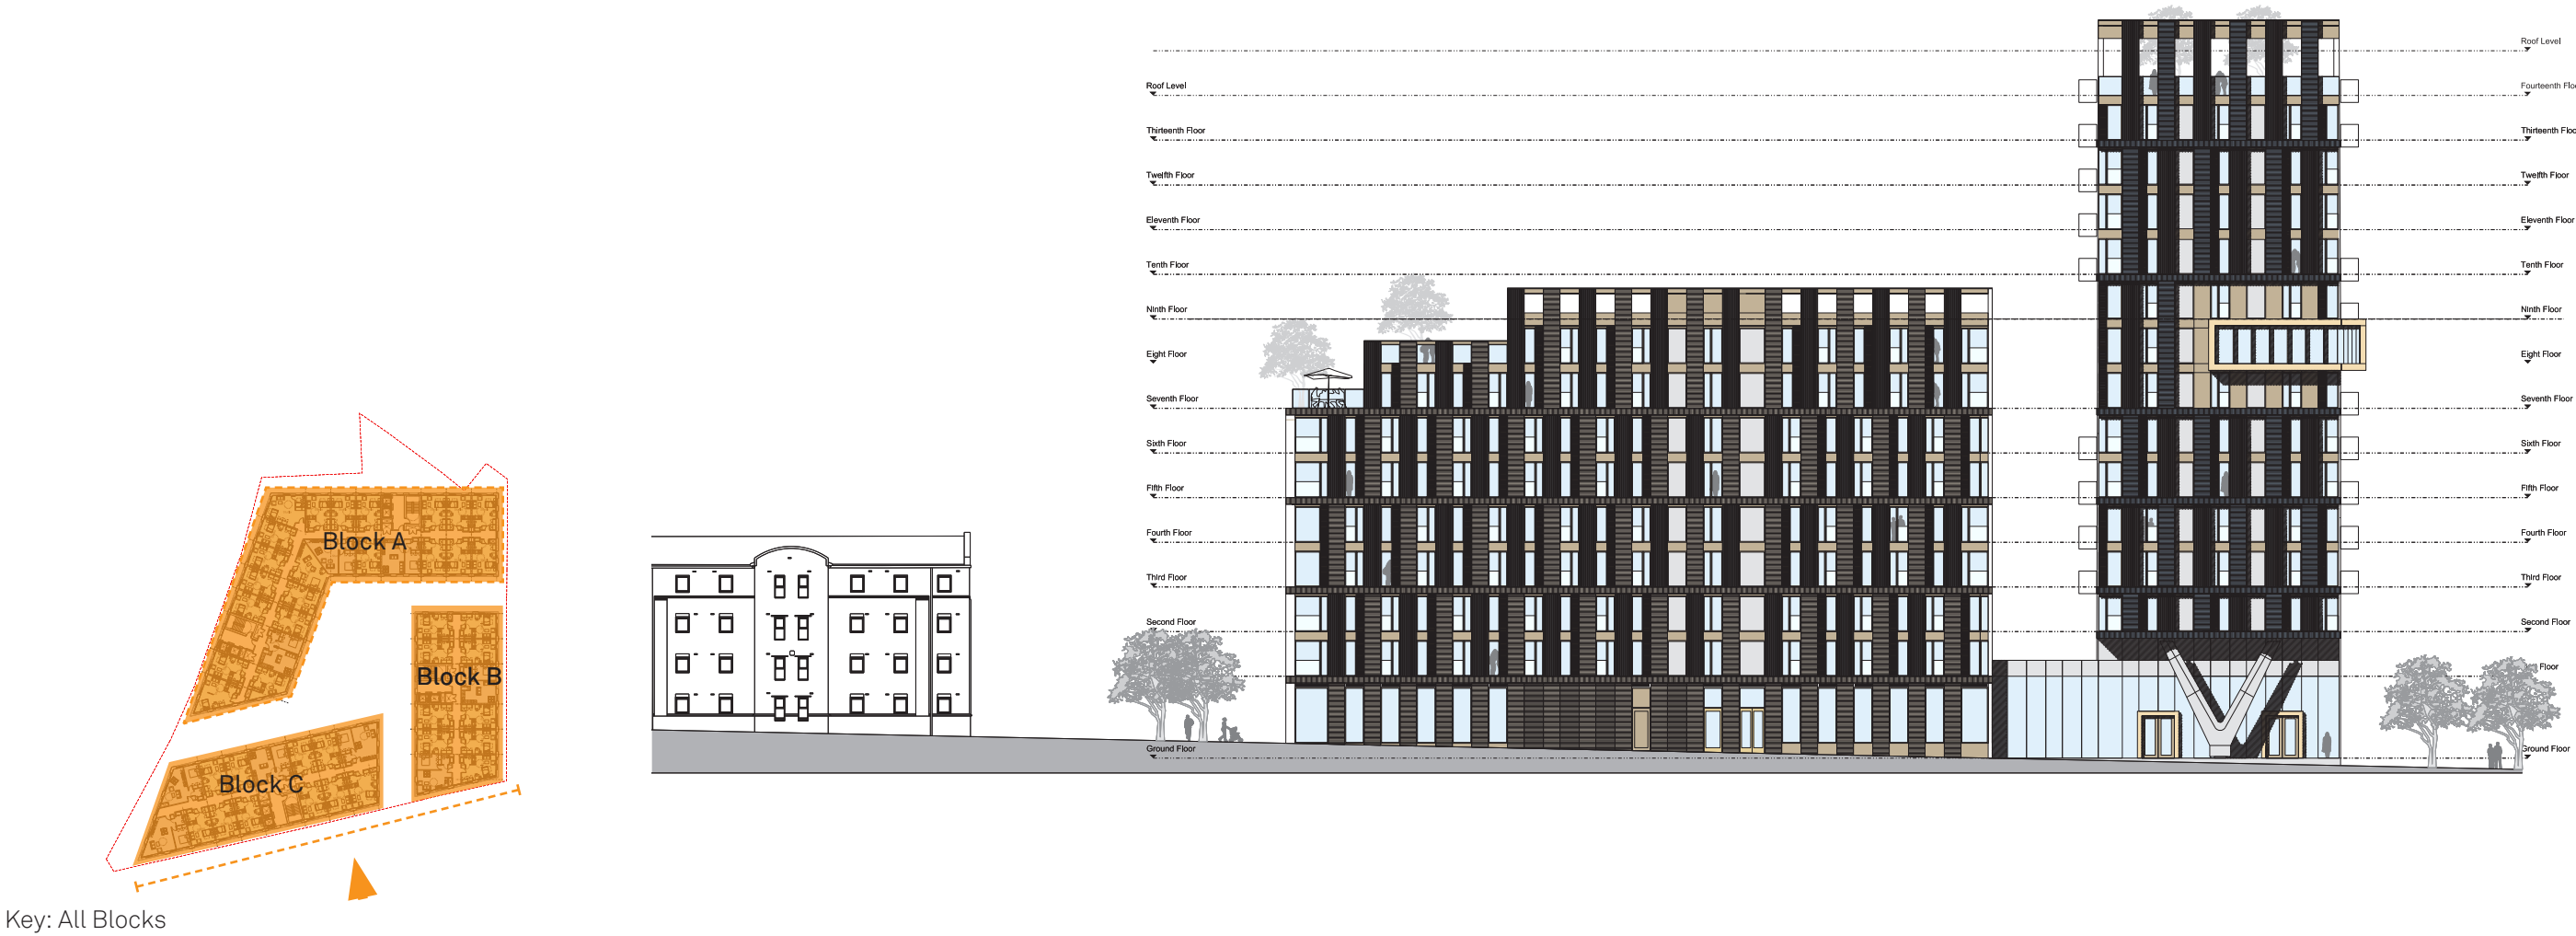 Roof Level
Roof Level
Fourteenth Floo
Thirteenth Floor
Thirteenth Floo
Twelfth Floor
Twelfth Floor
Eleventh Floor
Eleventh Floor
Tenth Floor
Tenth Floor
Ninth Floor
Ninth Floor
Eight Floor
Eight Floor
Seventh Floor
Seventh Floor
Sixth Floor
Sixth Floor
Fifth Floor
Fifth Floor
Fourth Floor
Fourth Floor
Third Floor
Third Floor
Second Floor
Second Floor
Floor
Ground Floor
Ground Floor
Block A
Block B
Block C
Key: All Blocks